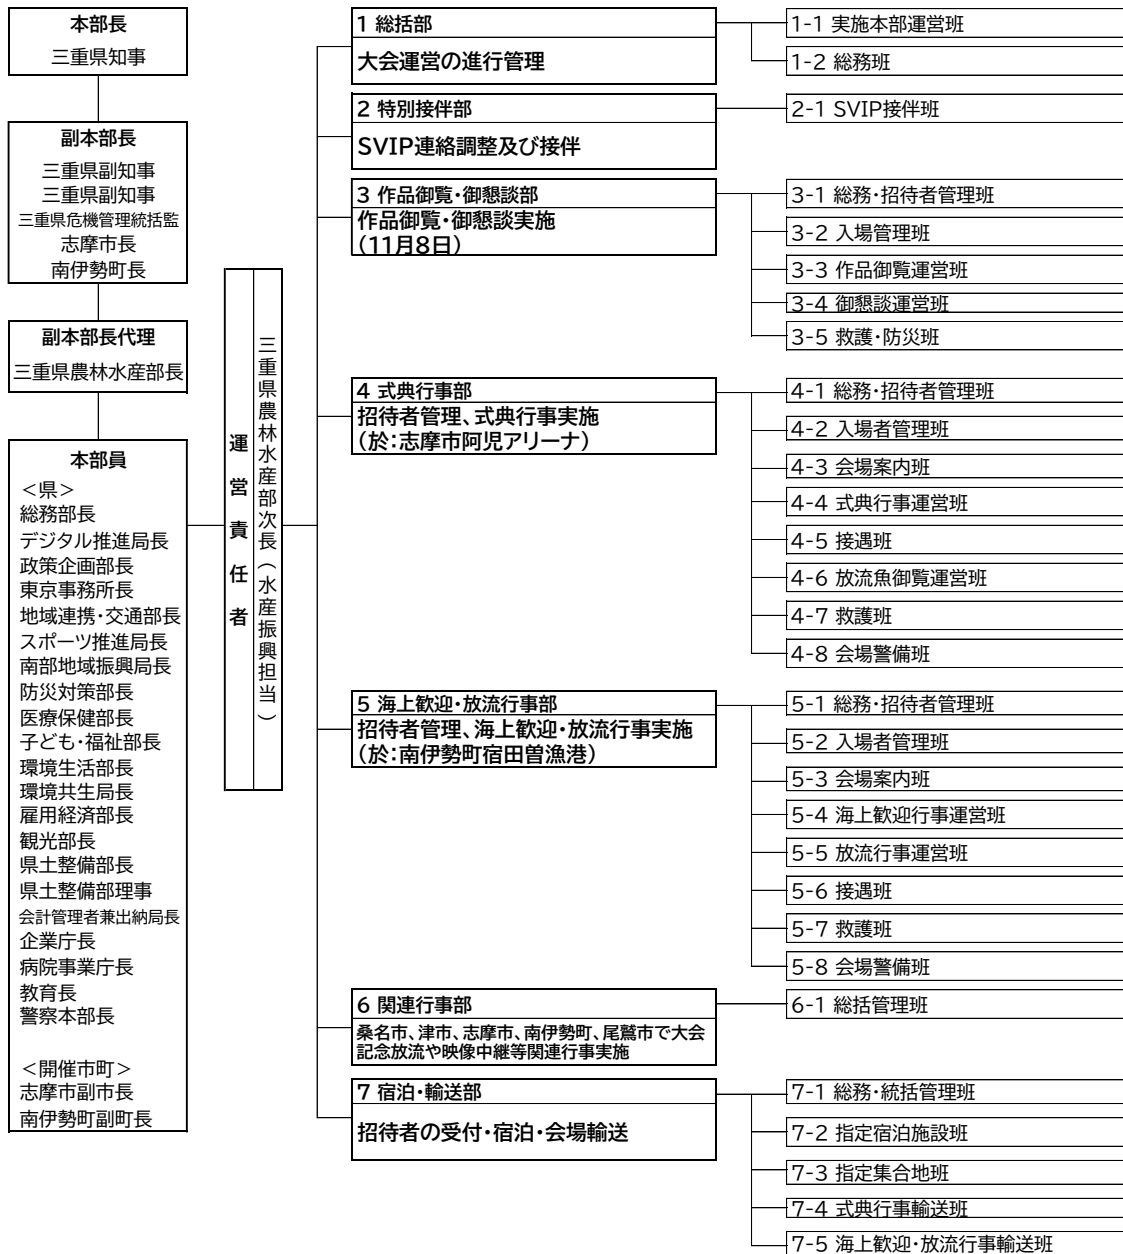 本部長
三重県知事
副本部長
三重県副知事
三重県副知事
三重県危機管理統括監
志摩市長
南伊勢町長
副本部長代理
三重県農林水産部長
本部員
<県>
総務部長
デジタル推進局長
政策企画部長
東京事務所長
地域連携・交通部長
スポーツ推進局長
南部地域振興局長
防災対策部長
医療保健部長
子ども・福祉部長
環境生活部長
環境共生局長
雇用経済部長
観光部長
県土整備部長
県土整備部理事
会計管理者兼出納局長
企業庁長
病院事業庁長
教育長
警察本部長
<開催市町>
志摩市副市長
南伊勢町副町長
運営責任者
三重県農林水産部次長(水産振興担当)
1 総括部
大会運営の進行管理
1-1 実施本部運営班
1-2 総務班
2 特別接伴部
SVIP連絡調整及び接伴
2-1 SVIP接伴班
3 作品御覧・御懇談部
作品御覧・御懇談実施
(11月8日)
3-1 総務・招待者管理班
3-2 入場管理班
3-3 作品御覧運営班
3-4 御懇談運営班
3-5 救護・防災班
4 式典行事部
招待者管理、式典行事実施
(於:志摩市阿児アリーナ)
4-1 総務・招待者管理班
4-2 入場者管理班
4-3 会場案内班
4-4 式典行事運営班
4-5 接遇班
4-6 放流魚御覧運営班
4-7 救護班
4-8 会場警備班
5 海上歓迎・放流行事部
招待者管理、海上歓迎・放流行事実施
(於:南伊勢町宿田曽漁港)
5-1 総務・招待者管理班
5-2 入場者管理班
5-3 会場案内班
5-4 海上歓迎行事運営班
5-5 放流行事運営班
5-6 接遇班
5-7 救護班
5-8 会場警備班
6 関連行事部
桑名市、津市、志摩市、南伊勢町、尾鷲市で大会
記念放流や映像中継等関連行事実施
6-1 総括管理班
7 宿泊・輸送部
招待者の受付・宿泊・会場輸送
7-1 総務・統括管理班
7-2 指定宿泊施設班
7-3 指定集合地班
7-4 式典行事輸送班
7-5 海上歓迎・放流行事輸送班